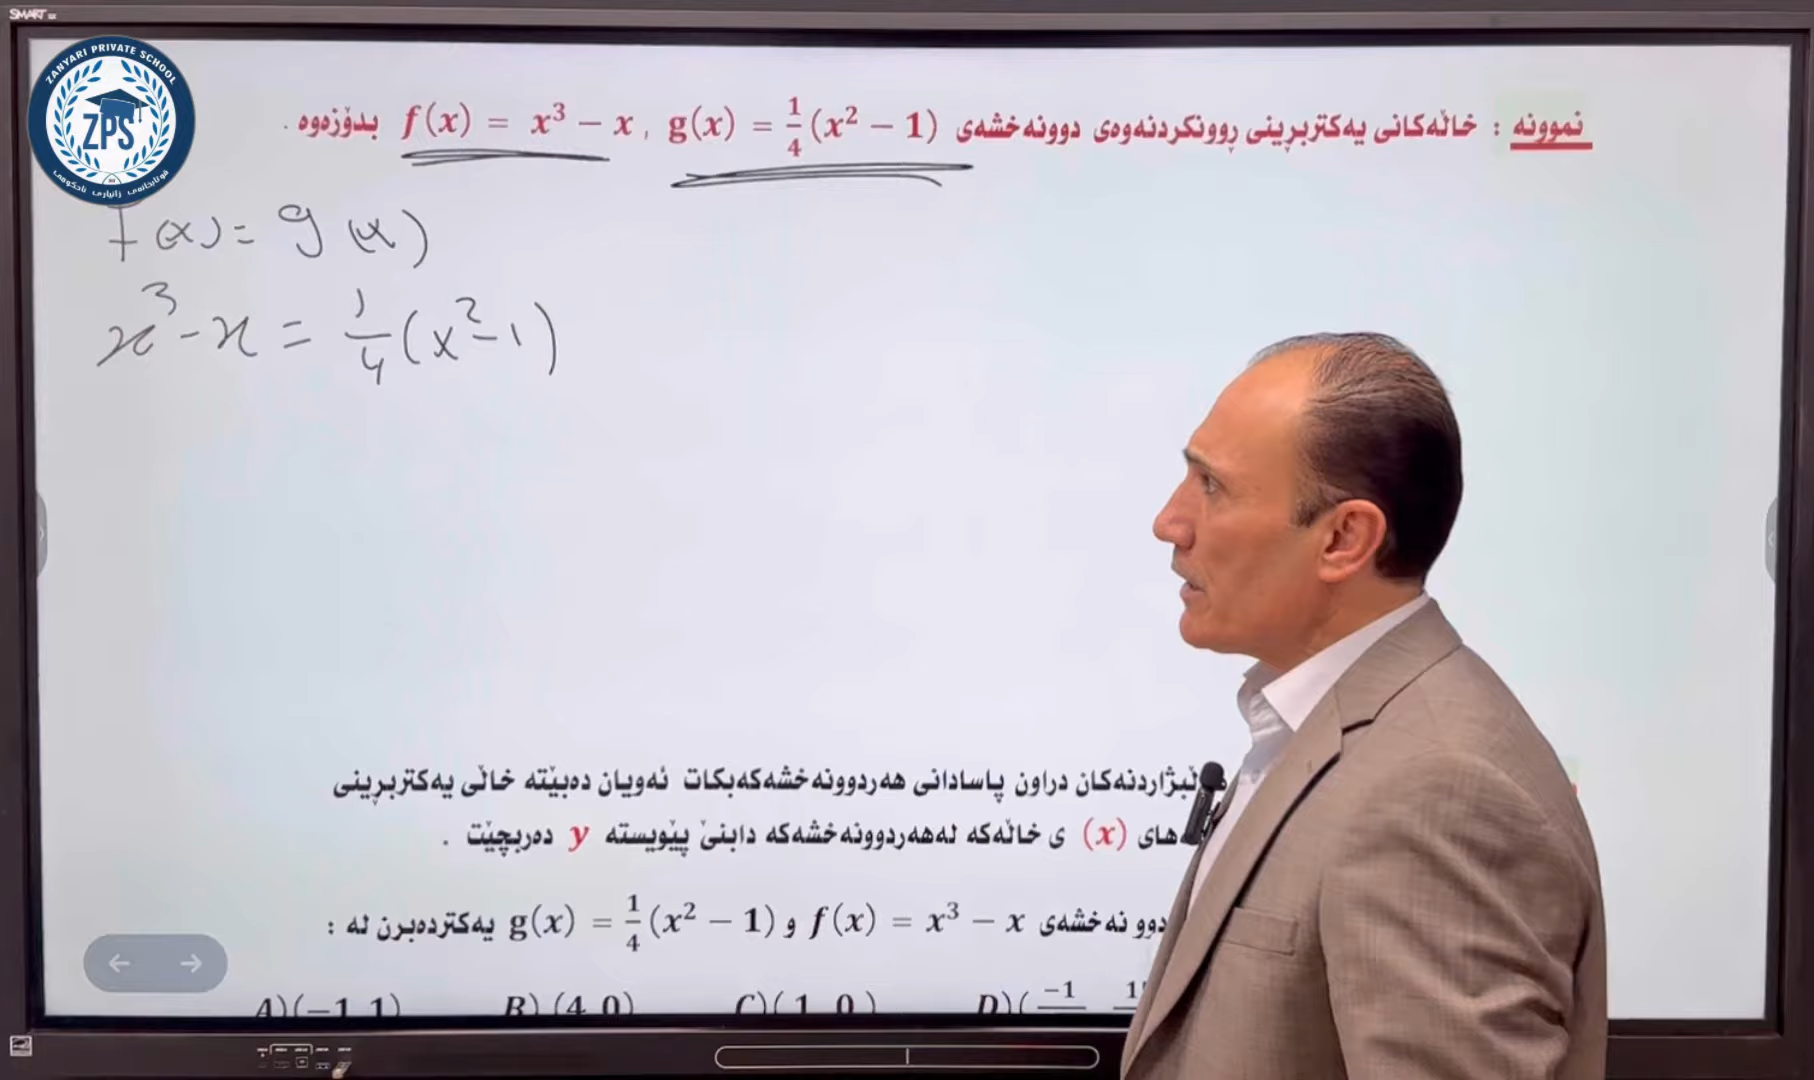 SMART
ZANYARI PRIVATE SCHOOL
ZPS
نموونە : خاڵەکانی یەکتربڕینی ڕوونکردنەوەی دوونەخشەی g(x) = 1/4 (x² − 1) , f(x) = x³ − x بدۆزەوە .
f(x) = g(x)
x³ - x = 1/4 (x² - 1)
ڵبژاردنەکان دراون پاسادانی هەردوونەخشەکەبکات ئەویان دەبێتە خاڵی یەکتربڕینی
های (x) ی خاڵەکە لەهەردوونەخشەکە دابنێ پێویستە y دەربچێت .
دوو نەخشەی f(x) = x³ − x و g(x) = 1/4 (x² − 1) یەکتردەبرن لە :
A)(−1 1) B) (4 0) C)(1 0) D)(−1